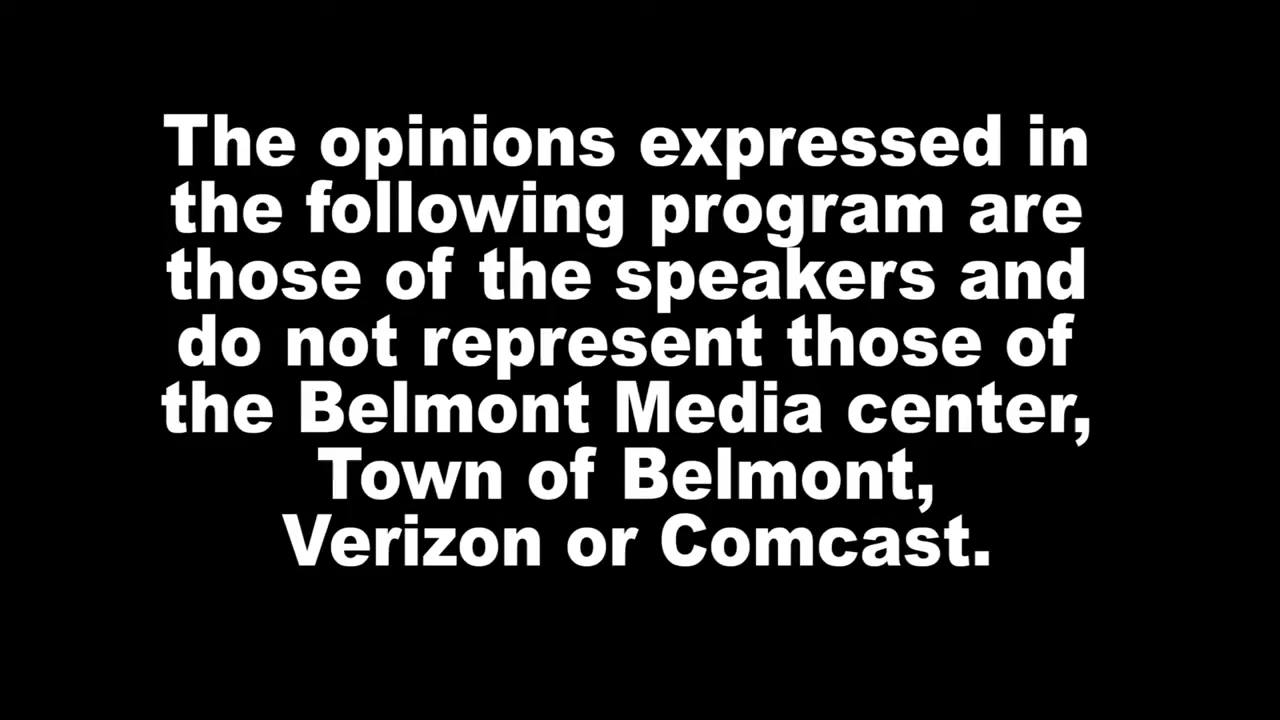 The opinions expressed in
the following program are
those of the speakers and
do not represent those of
the Belmont Media center,
Town of Belmont,
Verizon or Comcast.